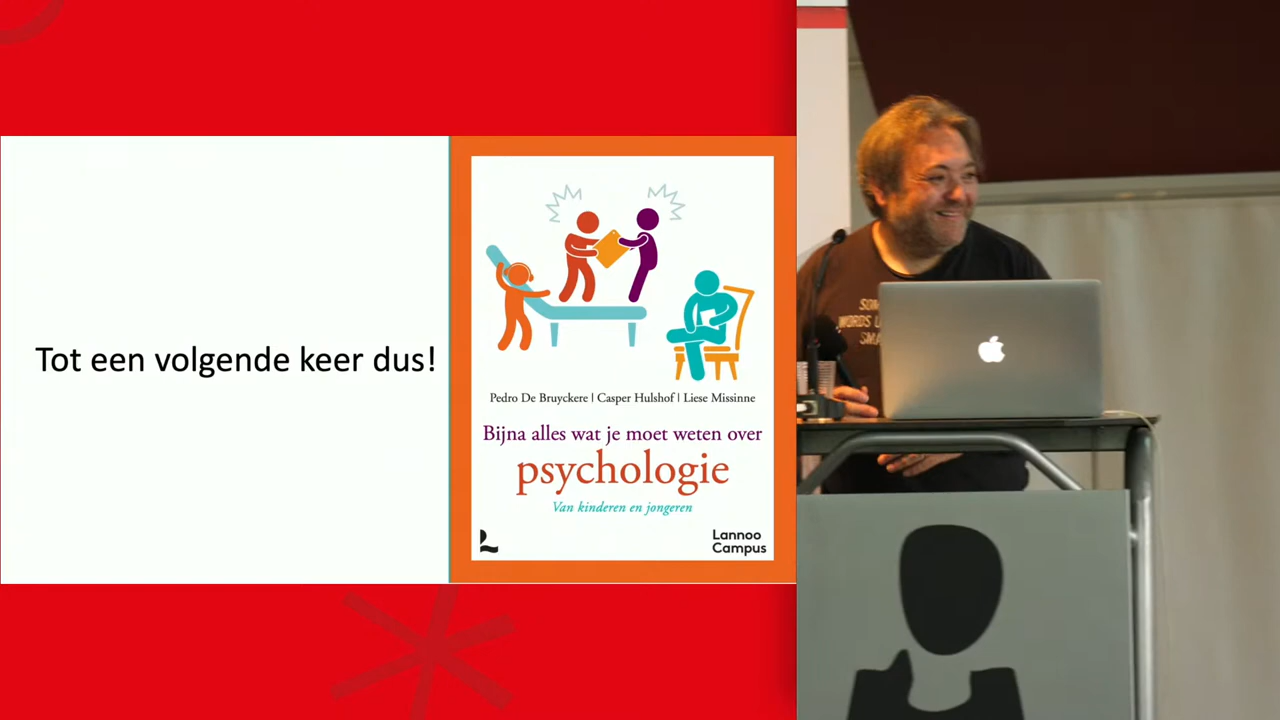 Tot een volgende keer dus!
Pedro De Bruyckere | Casper Hulshof | Liese Missinne
Bijna alles wat je moet weten over
psychologie
Van kinderen en jongeren
Lannoo
Campus
WORDS